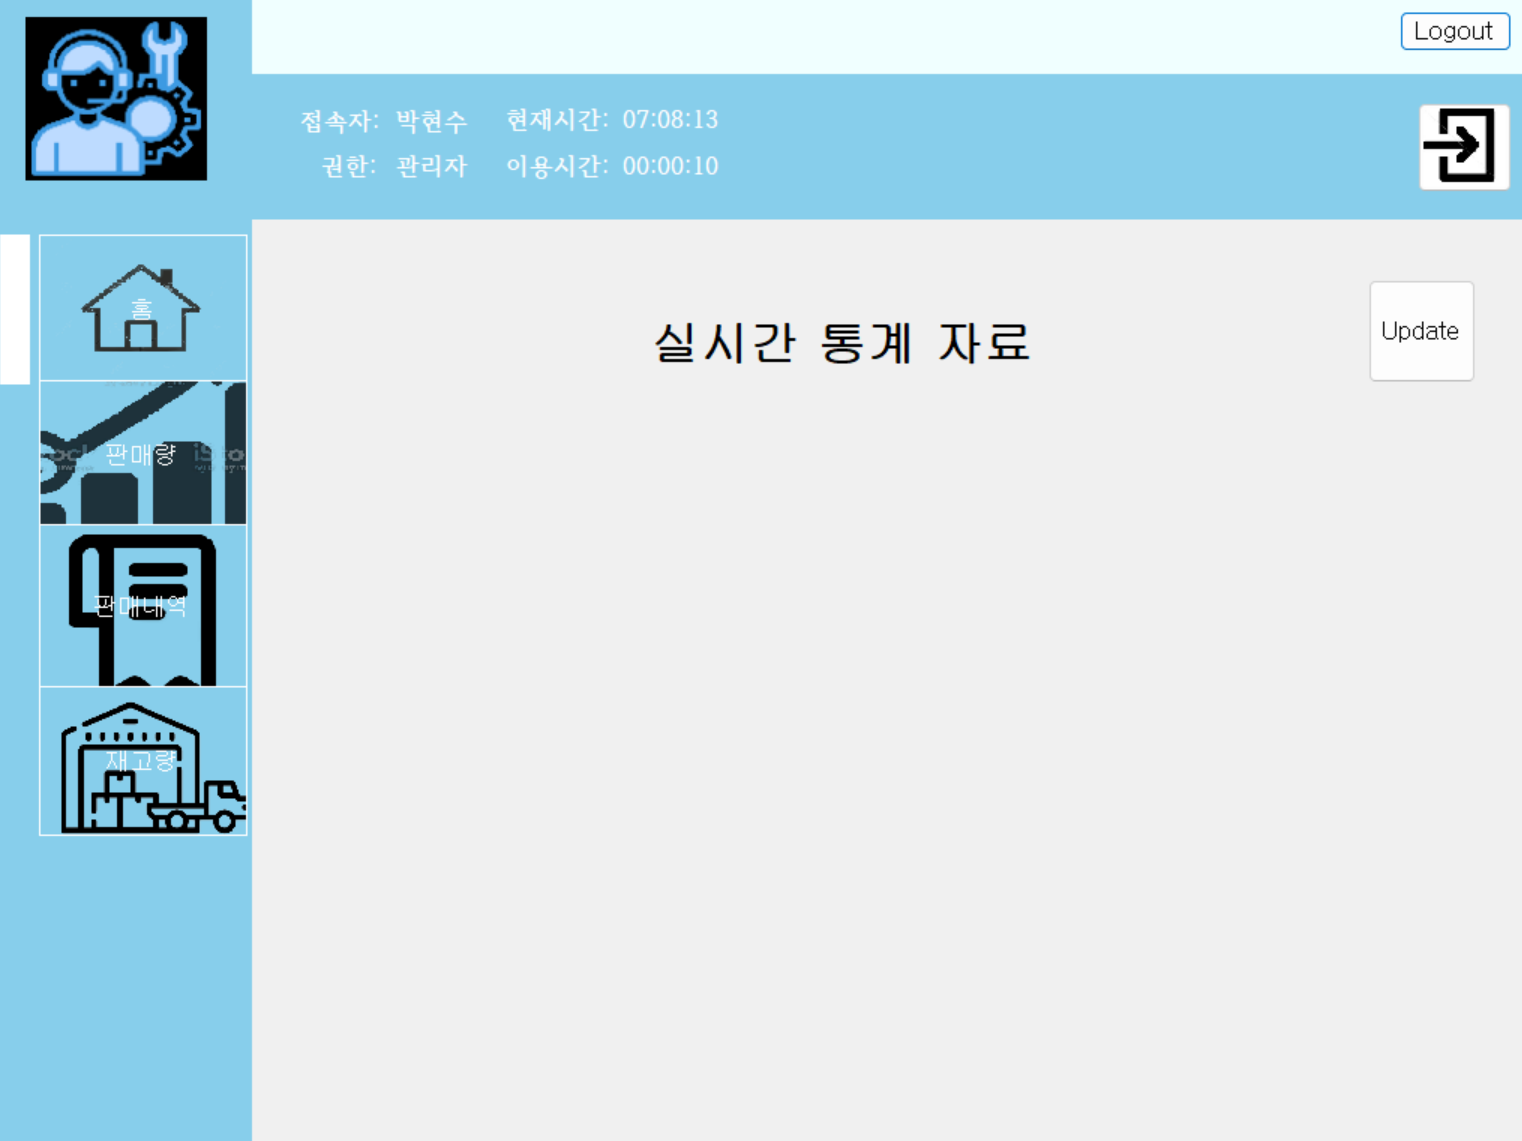 Logout
접속자: 박현수 현재시간: 07:08:13
권한: 관리자 이용시간: 00:00:10
홈
실시간 통계 자료
Update
판매량
판매내역
재고량